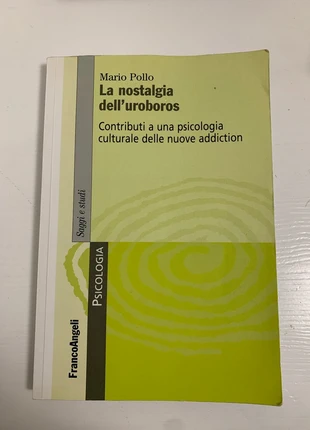 Mario Pollo
La nostalgia
dell'uroboros
Contributi a una psicologia
culturale delle nuove addiction
Saggi e studi
PSICOLOGIA
FrancoAngeli